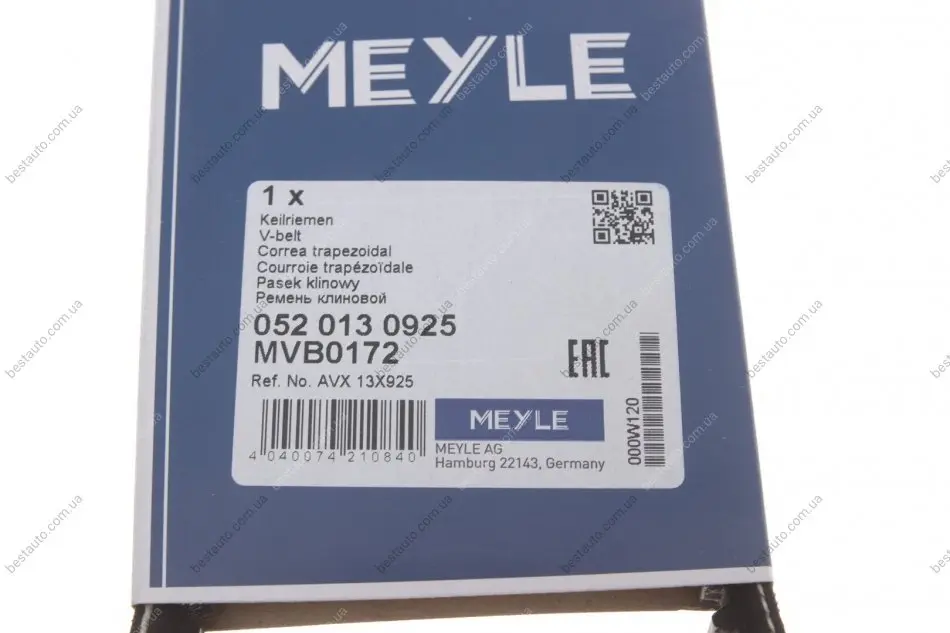 MEYLE
1 x
Keilriemen
V-belt
Correa trapezoidal
Courroie trapézoïdale
Pasek klinowy
Ремень клиновой
052 013 0925
MVB0172
Ref. No. AVX 13X925
EAC
MEYLE
MEYLE AG
Hamburg 22143, Germany
4 040074 210840
000W120
bestauto.com.ua